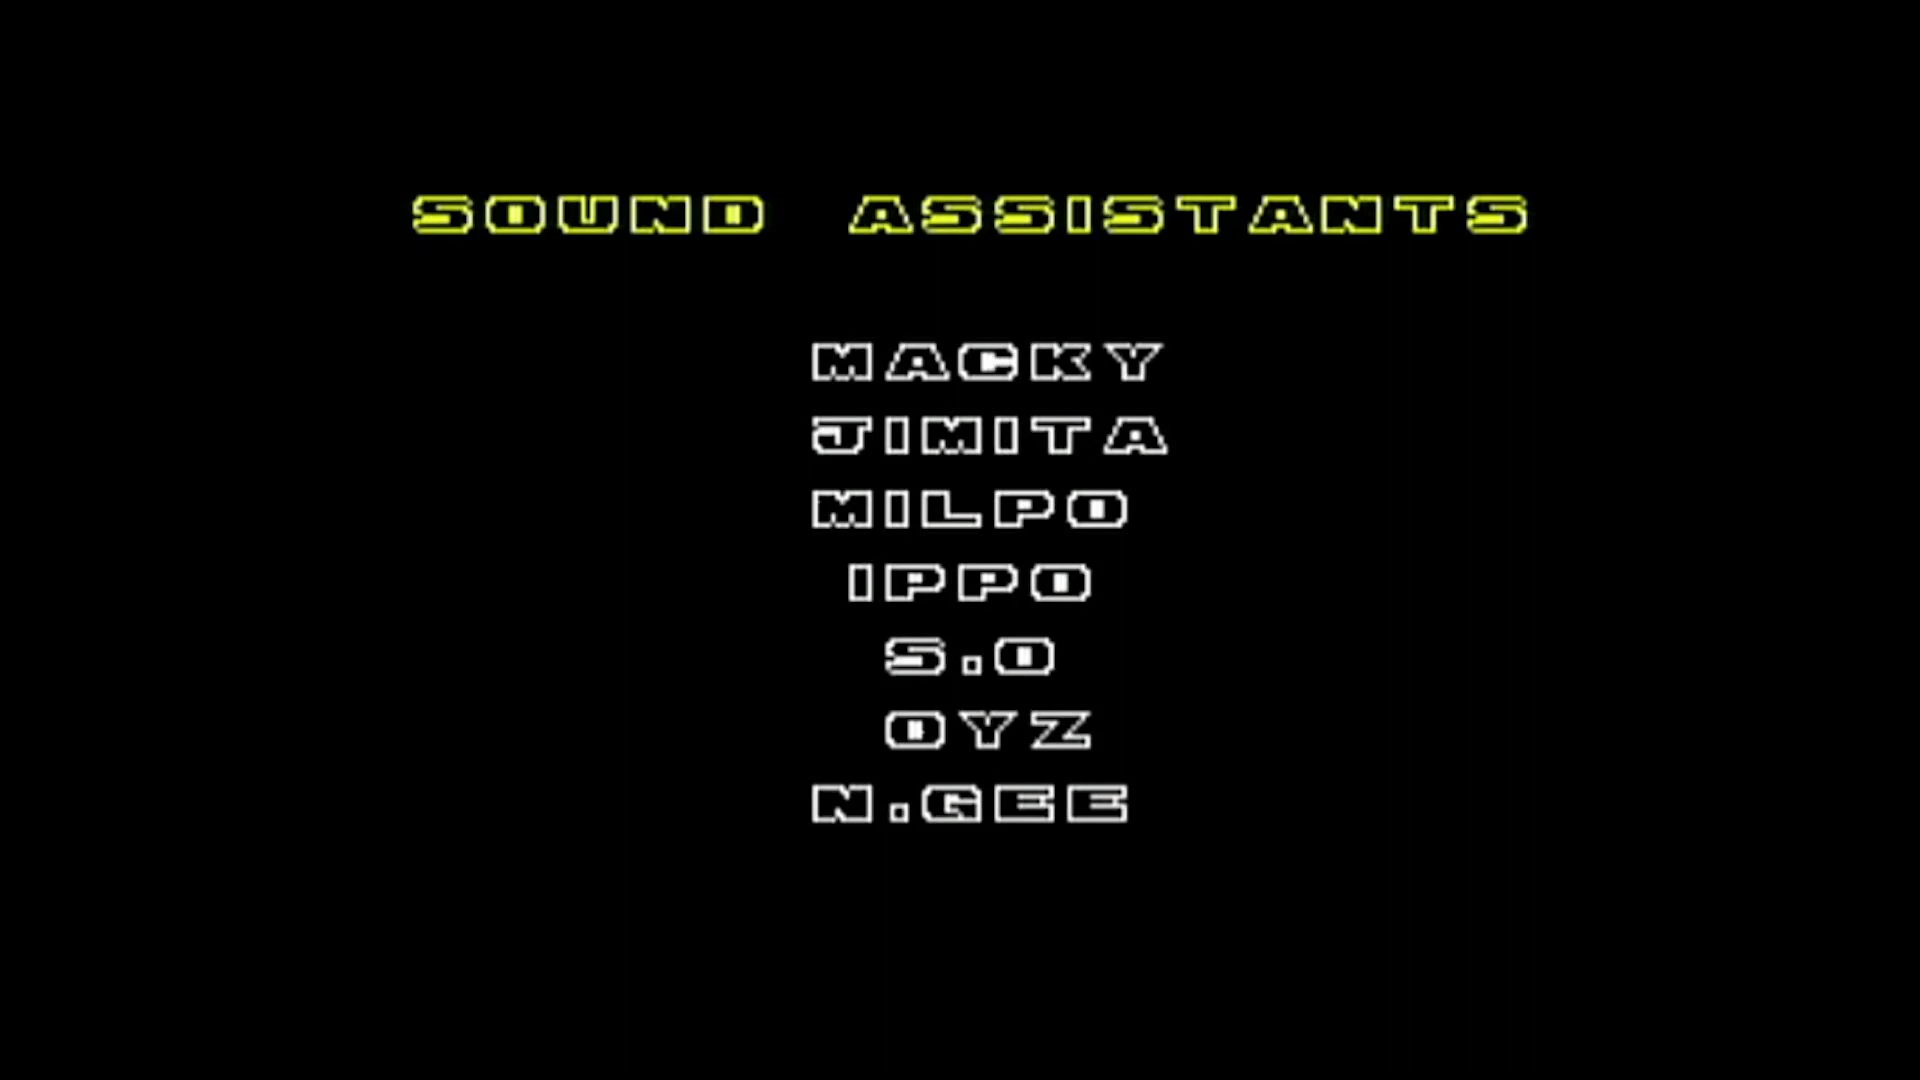 SOUND ASSISTANTS
MACKY
JIMITA
MILPO
IPPO
S.O
OYZ
N.GEE